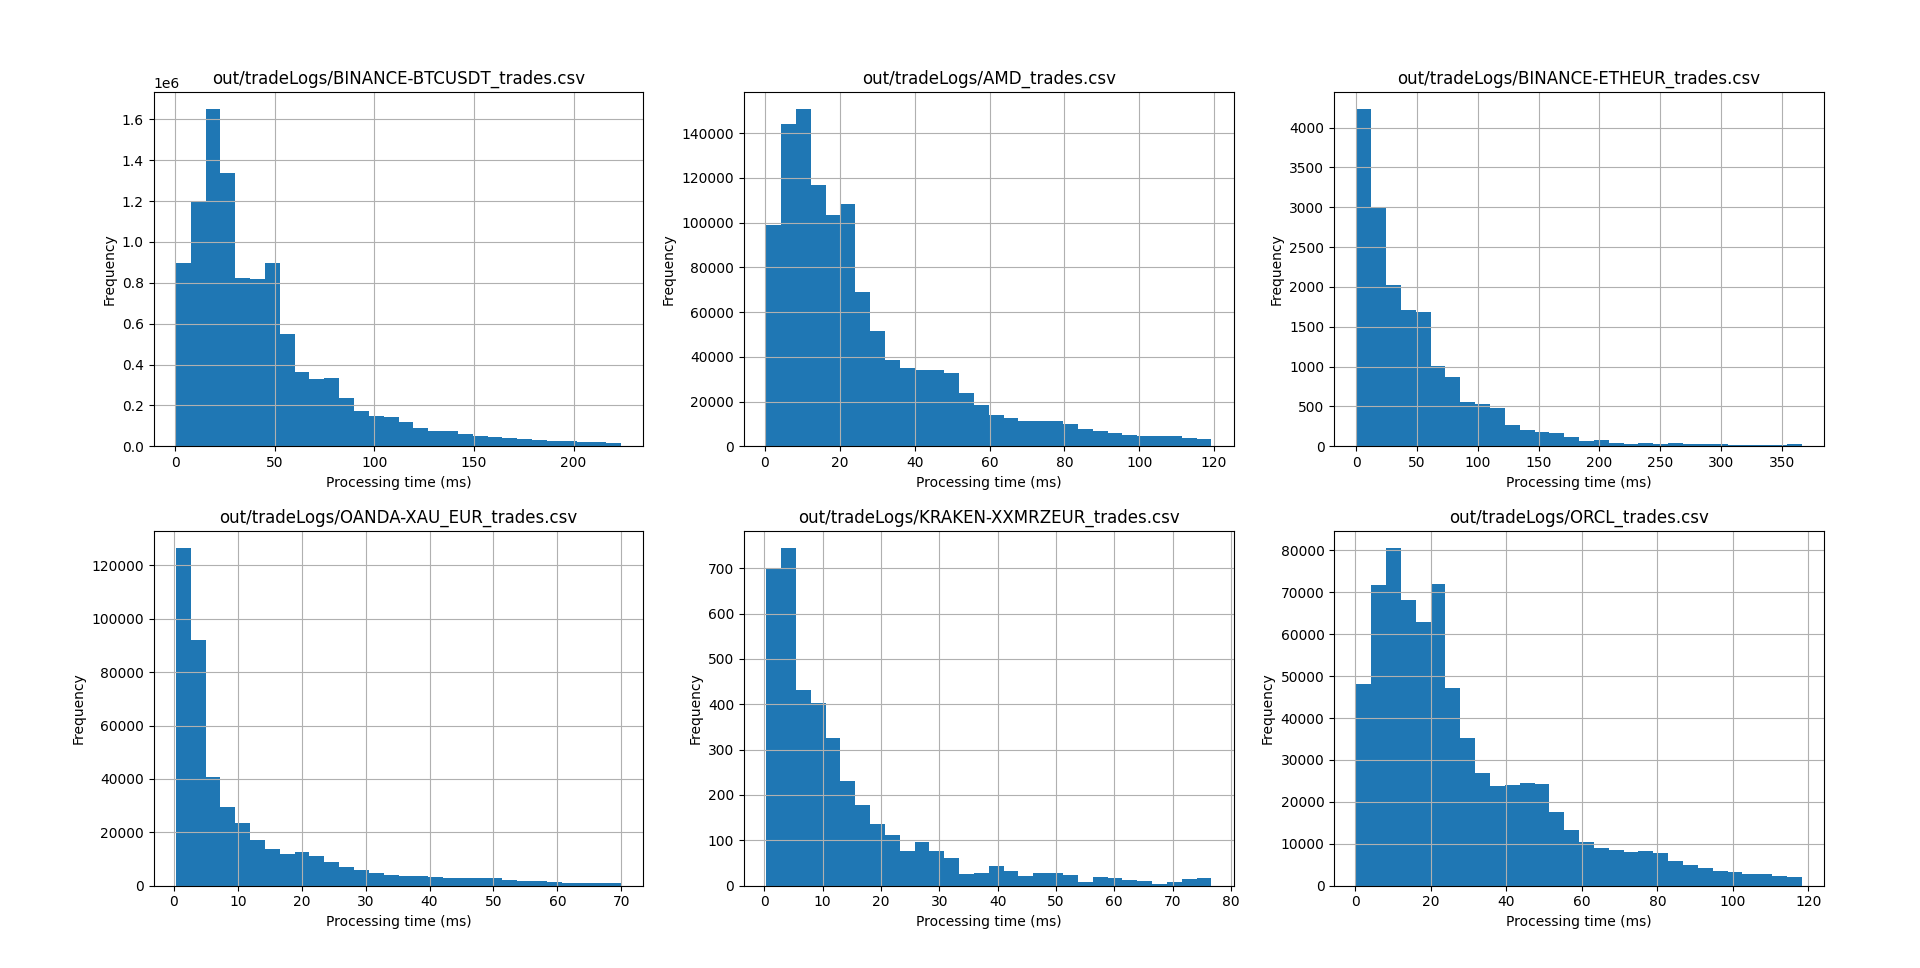 out/tradeLogs/BINANCE-BTCUSDT_trades.csv
1e6
Frequency
1.6
1.4
1.2
1.0
0.8
0.6
0.4
0.2
0.0
0 50 100 150 200
Processing time (ms)
out/tradeLogs/AMD_trades.csv
Frequency
140000
120000
100000
80000
60000
40000
20000
0
0 20 40 60 80 100 120
Processing time (ms)
out/tradeLogs/BINANCE-ETHEUR_trades.csv
Frequency
4000
3500
3000
2500
2000
1500
1000
500
0
0 50 100 150 200 250 300 350
Processing time (ms)
out/tradeLogs/OANDA-XAU_EUR_trades.csv
Frequency
120000
100000
80000
60000
40000
20000
0
0 10 20 30 40 50 60 70
Processing time (ms)
out/tradeLogs/KRAKEN-XXMRZEUR_trades.csv
Frequency
700
600
500
400
300
200
100
0
0 10 20 30 40 50 60 70 80
Processing time (ms)
out/tradeLogs/ORCL_trades.csv
Frequency
80000
70000
60000
50000
40000
30000
20000
10000
0
0 20 40 60 80 100 120
Processing time (ms)